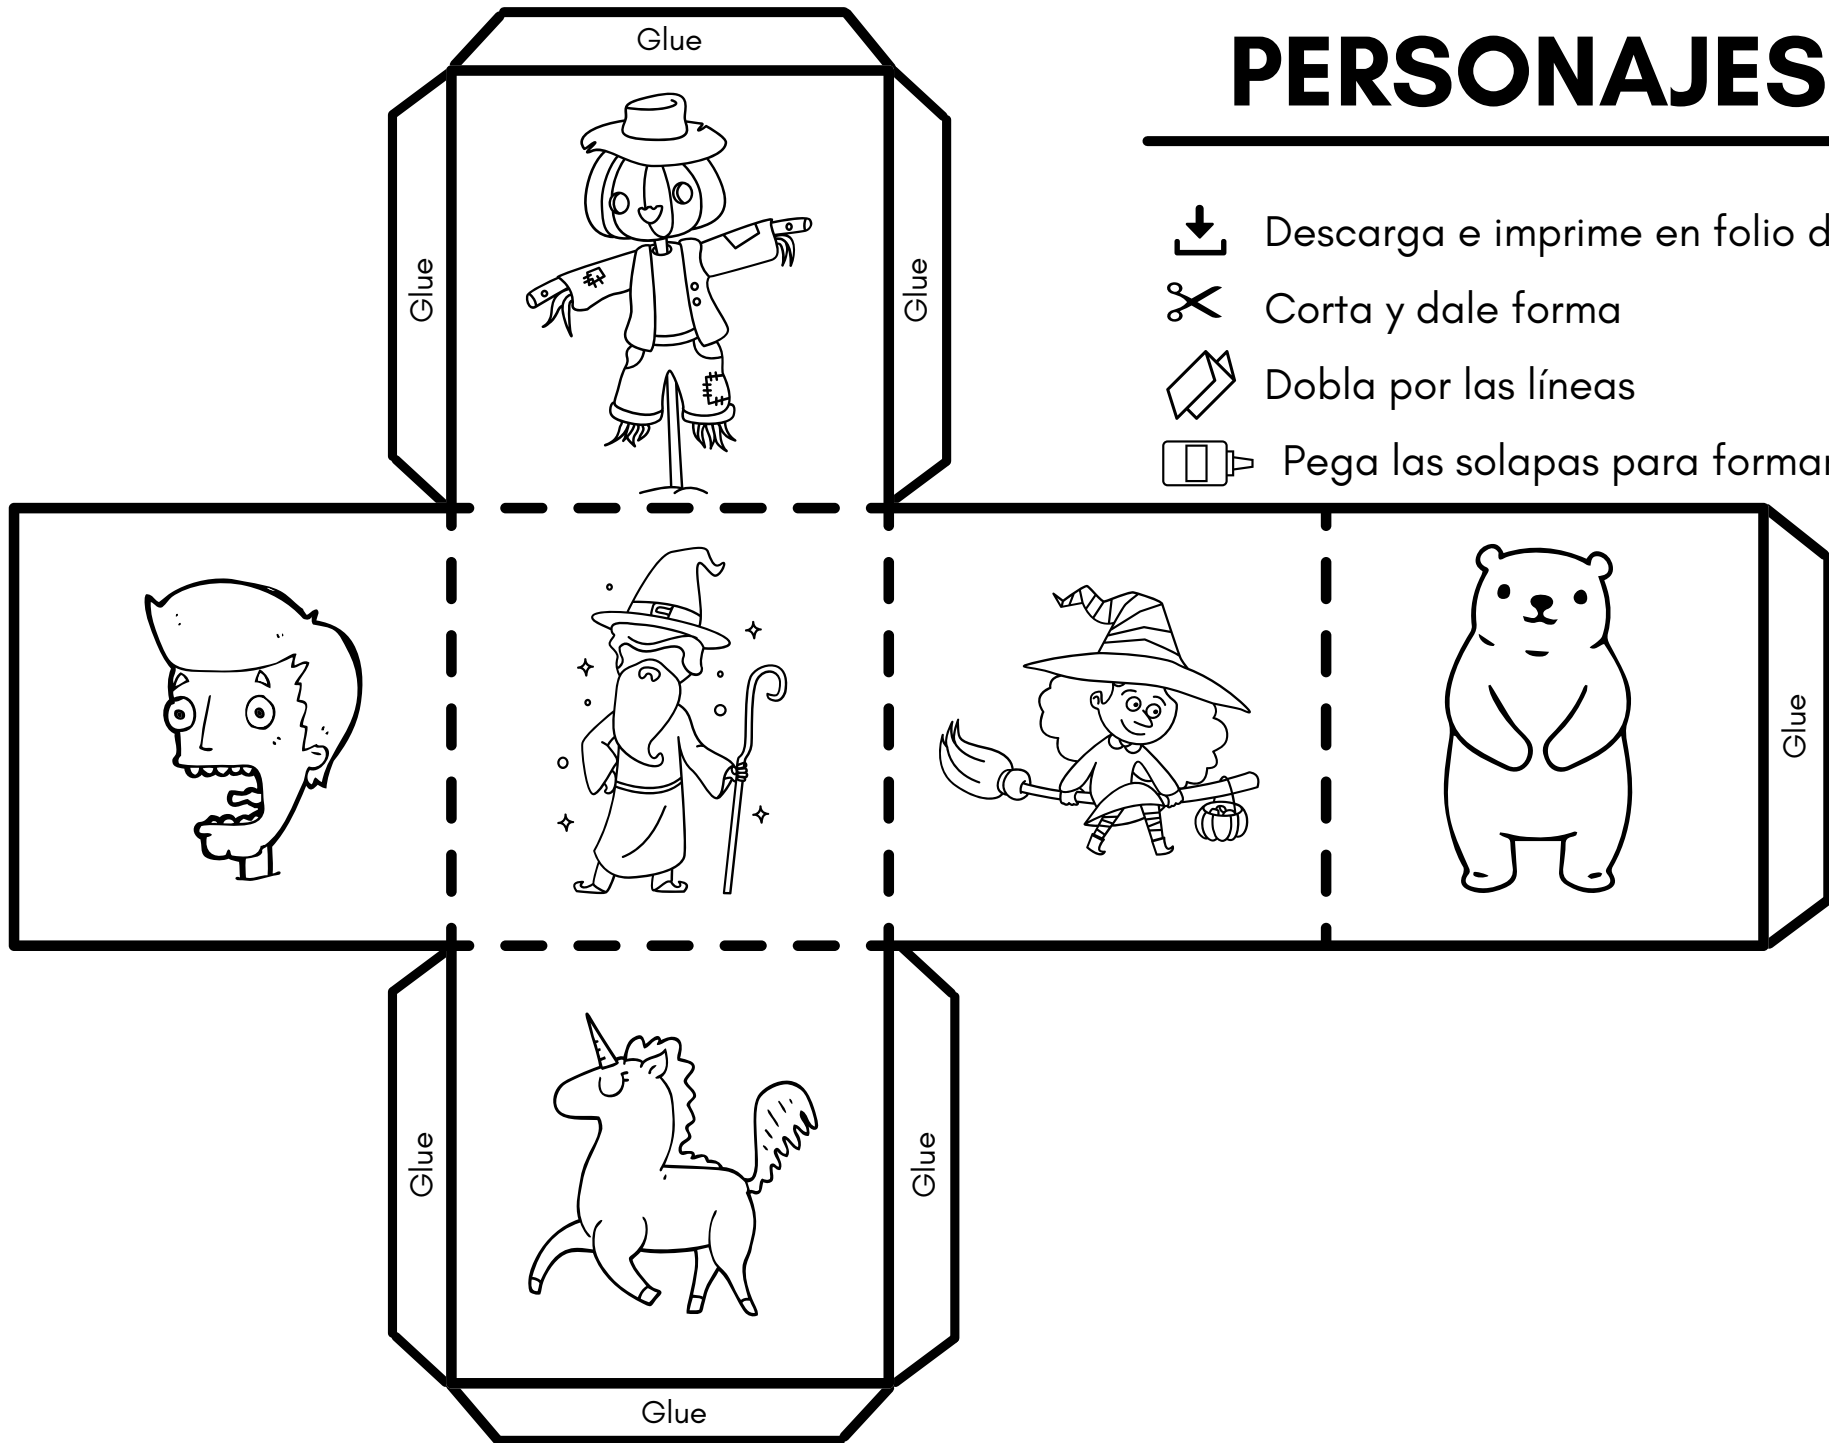 Glue
PERSONAJES
Glue
Glue
Descarga e imprime en folio d
Corta y dale forma
Dobla por las líneas
Pega las solapas para formar
Glue
Glue
Glue
Glue